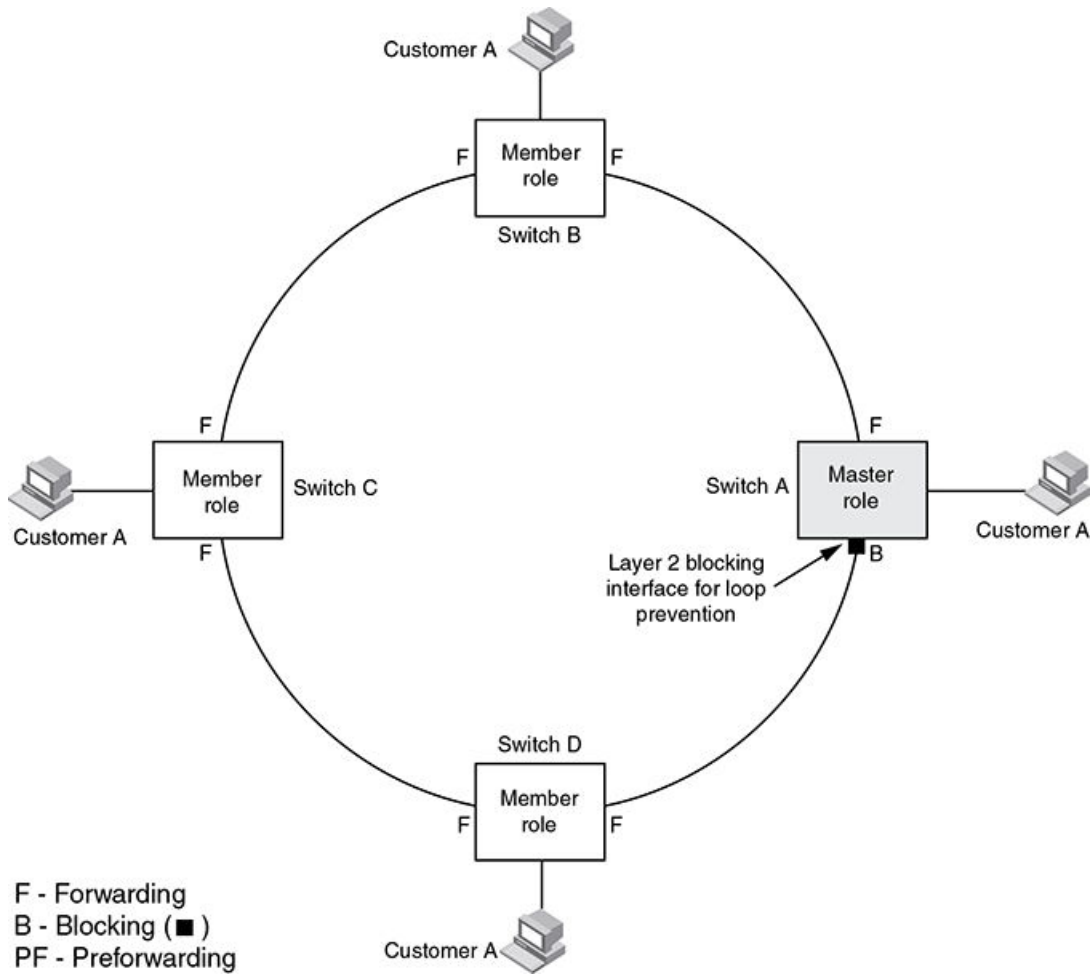 Customer A
F
Member
role
F
Switch B
F
Member
role
Switch C
Customer A
F
F
Switch A
Master
role
Customer A
B
Layer 2 blocking
interface for loop
prevention
Switch D
F
Member
role
F
Customer A
F - Forwarding
B - Blocking (■)
PF - Preforwarding